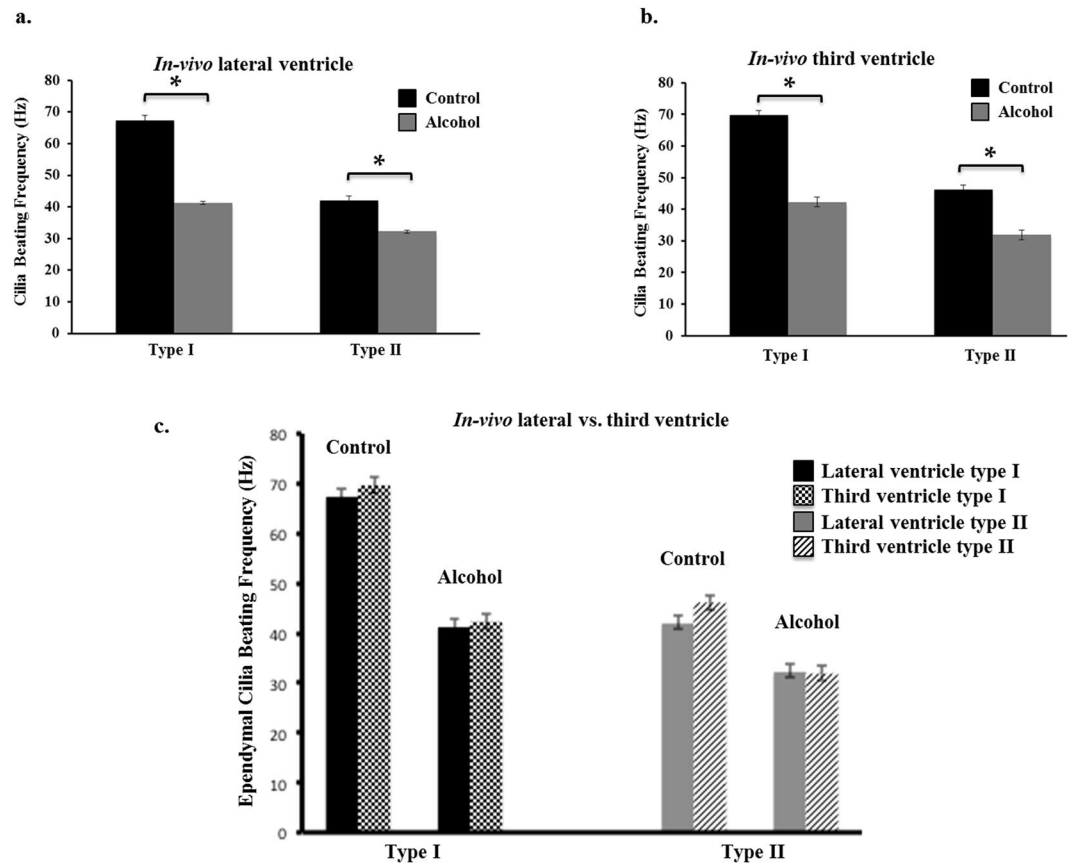 a.
In-vivo lateral ventricle
Cilia Beating Frequency (Hz)
80
70
60
50
40
30
20
10
0
*
*
Control
Alcohol
Type I
Type II
b.
In-vivo third ventricle
Cilia Beating Frequency (Hz)
80
70
60
50
40
30
20
10
0
*
*
Control
Alcohol
Type I
Type II
c.
In-vivo lateral vs. third ventricle
Ependymal Cilia Beating Frequency (Hz)
80
70
60
50
40
30
20
10
0
Control
Alcohol
Control
Alcohol
Lateral ventricle type I
Third ventricle type I
Lateral ventricle type II
Third ventricle type II
Type I
Type II